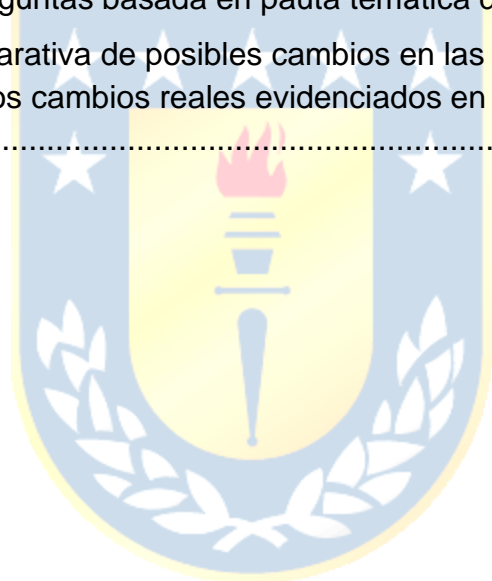 guntas basada en pauta temática
arativa de posibles cambios en las
os cambios reales evidenciados en
..............................................................